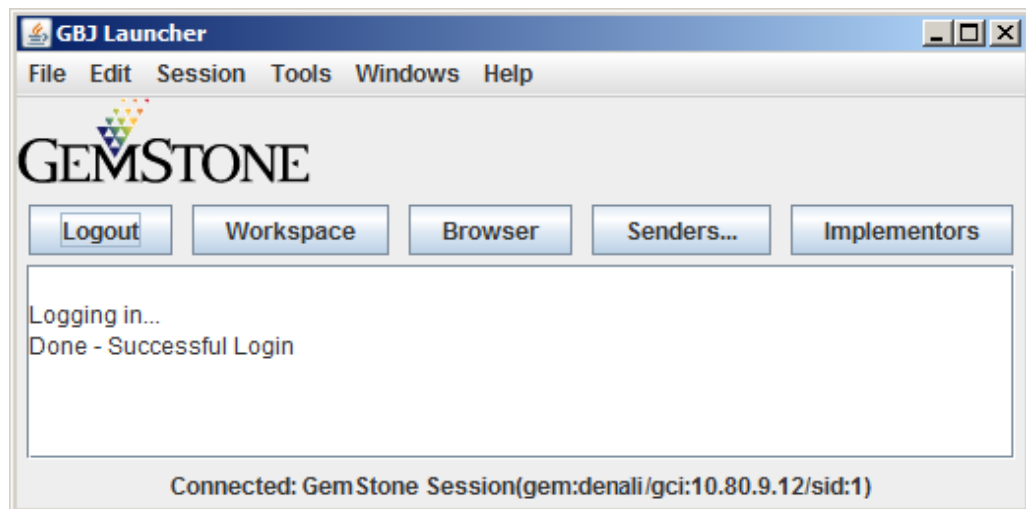 GBJ Launcher
File Edit Session Tools Windows Help
GEMSTONE
Logout Workspace Browser Senders... Implementors
Logging in...
Done - Successful Login
Connected: GemStone Session(gem:denali/gci:10.80.9.12/sid:1)